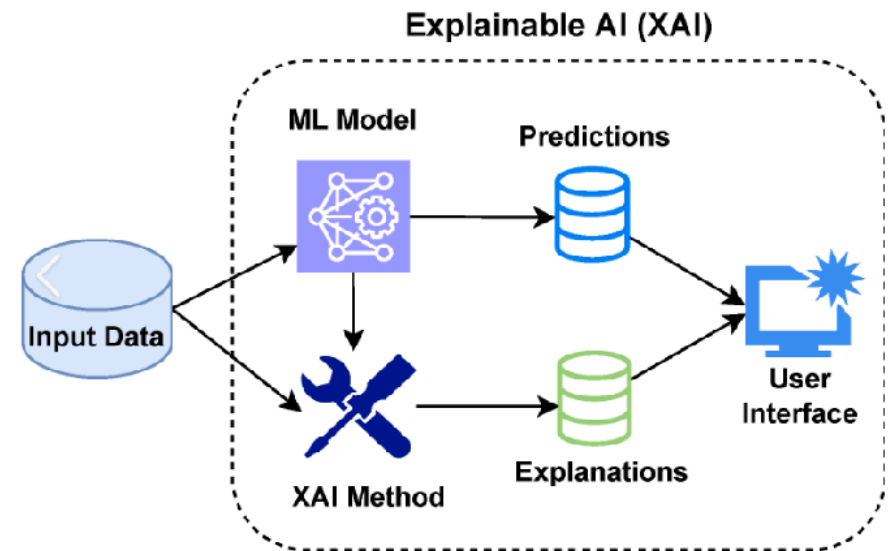 Explainable AI (XAI)
ML Model
Predictions
Input Data
User
Interface
XAI Method
Explanations